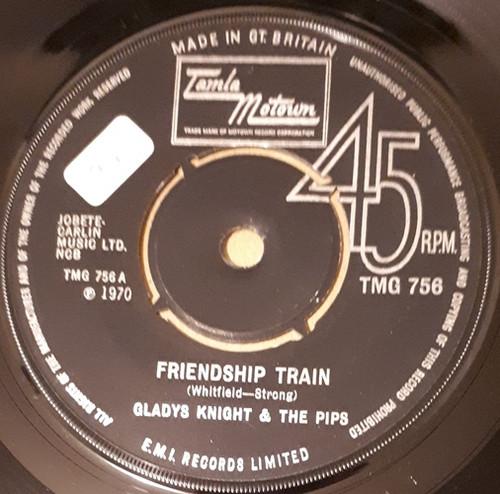 MADE IN GT. BRITAIN
Tamla
Motown
TRADE MARK OF MOTOWN RECORD CORPORATION
45
R.P.M.
TMG 756
JOBETE-
CARLIN
MUSIC LTD.
NCB
TMG 756 A
℗ 1970
FRIENDSHIP TRAIN
(Whitfield—Strong)
GLADYS KNIGHT & THE PIPS
E.M.I. RECORDS LIMITED
ALL RIGHTS OF THE MANUFACTURER AND OF THE OWNER OF THE RECORDED WORK RESERVED
UNAUTHORISED PUBLIC PERFORMANCE BROADCASTING AND COPYING OF THIS RECORD PROHIBITED